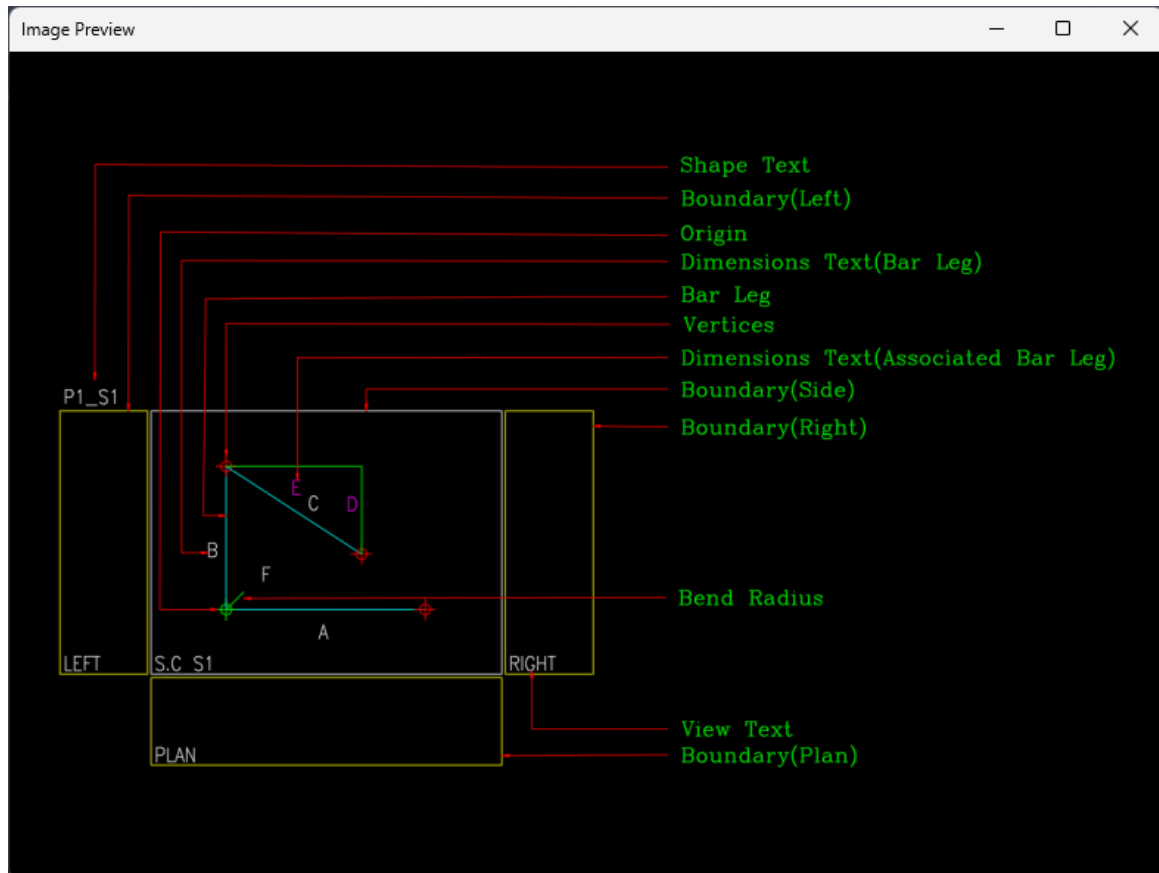 Image Preview
Shape Text
Boundary(Left)
Origin
Dimensions Text(Bar Leg)
Bar Leg
Vertices
Dimensions Text(Associated Bar Leg)
Boundary(Side)
P1_S1
Boundary(Right)
E
C
D
B
F
Bend Radius
A
LEFT
S.C S1
RIGHT
View Text
PLAN
Boundary(Plan)